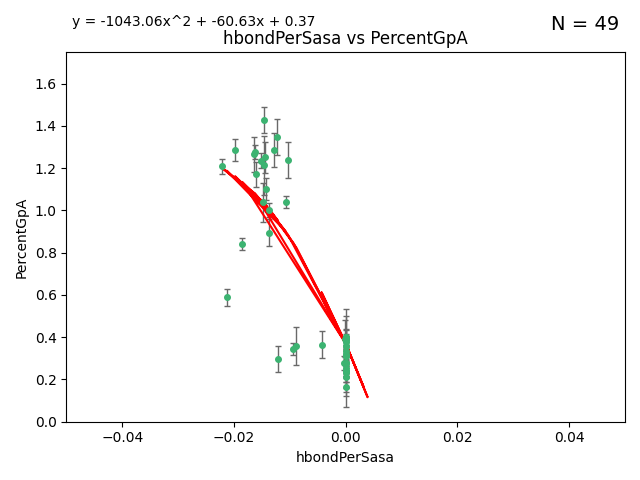 y = -1043.06x^2 + -60.63x + 0.37
N = 49
hbondPerSasa vs PercentGpA
PercentGpA
1.6
1.4
1.2
1.0
0.8
0.6
0.4
0.2
0.0
−0.04
−0.02
0.00
0.02
0.04
hbondPerSasa